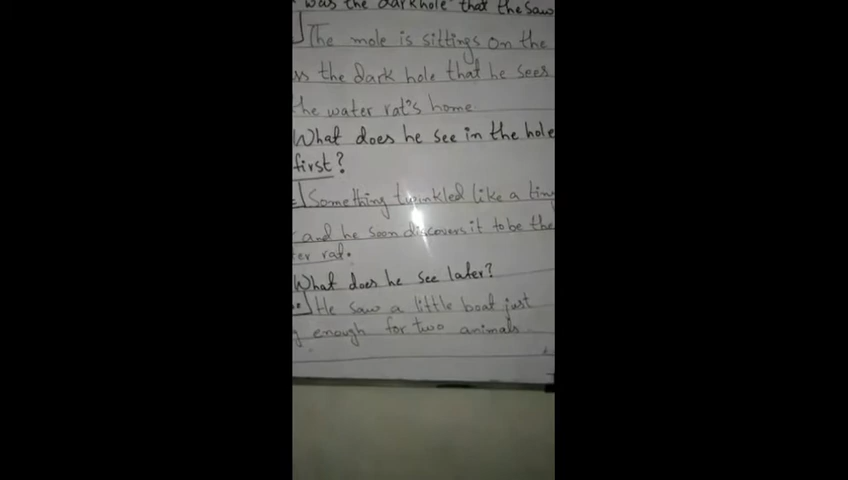 was the dark hole that the saw
The mole is sittings on the
ss the dark hole that he sees
the water rat's home
What does he see in the hole
first?
Something twinkled like a tiny
and he soon discovers it to be the
er rat.
What does he see later?
He saw a little boat just
g enough for two animals.